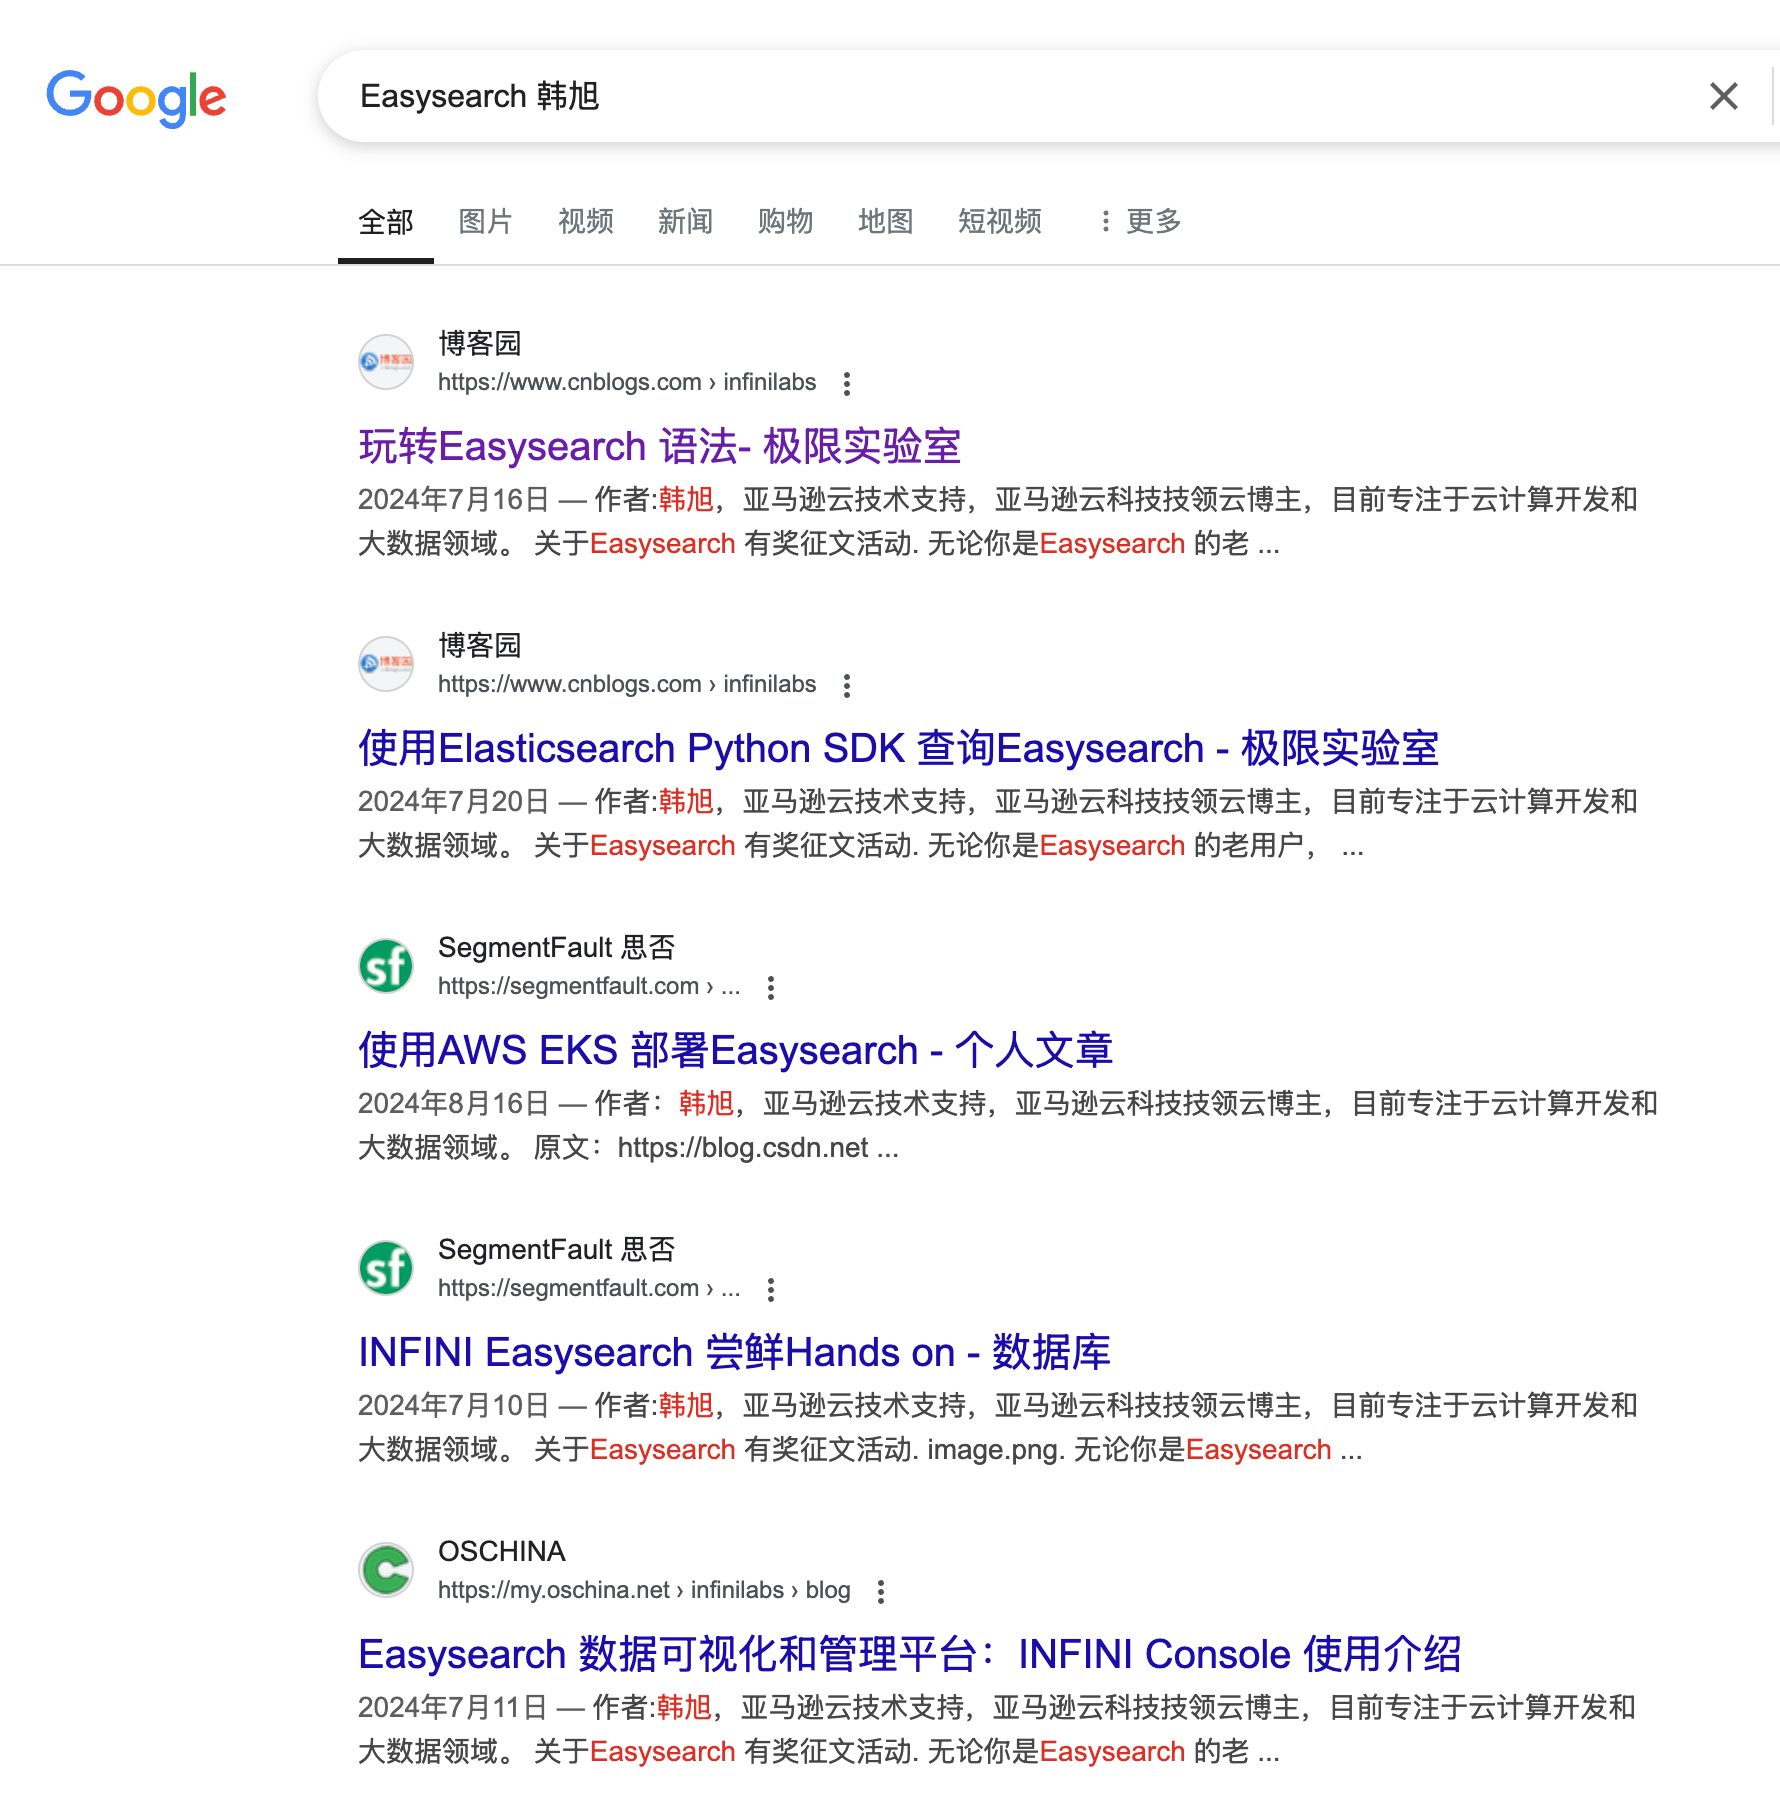 Google
Easysearch 韩旭
全部 图片 视频 新闻 购物 地图 短视频 更多
博客园
https://www.cnblogs.com › infinilabs
玩转Easysearch 语法- 极限实验室
2024年7月16日 — 作者:韩旭，亚马逊云技术支持，亚马逊云科技技领云博主，目前专注于云计算开发和
大数据领域。 关于Easysearch 有奖征文活动. 无论你是Easysearch 的老 ...
博客园
https://www.cnblogs.com › infinilabs
使用Elasticsearch Python SDK 查询Easysearch - 极限实验室
2024年7月20日 — 作者:韩旭，亚马逊云技术支持，亚马逊云科技技领云博主，目前专注于云计算开发和
大数据领域。 关于Easysearch 有奖征文活动. 无论你是Easysearch 的老用户， ...
sf
SegmentFault 思否
https://segmentfault.com › ...
使用AWS EKS 部署Easysearch - 个人文章
2024年8月16日 — 作者：韩旭，亚马逊云技术支持，亚马逊云科技技领云博主，目前专注于云计算开发和
大数据领域。 原文：https://blog.csdn.net ...
sf
SegmentFault 思否
https://segmentfault.com › ...
INFINI Easysearch 尝鲜Hands on - 数据库
2024年7月10日 — 作者:韩旭，亚马逊云技术支持，亚马逊云科技技领云博主，目前专注于云计算开发和
大数据领域。 关于Easysearch 有奖征文活动. image.png. 无论你是Easysearch ...
OSCHINA
https://my.oschina.net › infinilabs › blog
Easysearch 数据可视化和管理平台：INFINI Console 使用介绍
2024年7月11日 — 作者:韩旭，亚马逊云技术支持，亚马逊云科技技领云博主，目前专注于云计算开发和
大数据领域。 关于Easysearch 有奖征文活动. 无论你是Easysearch 的老 ...